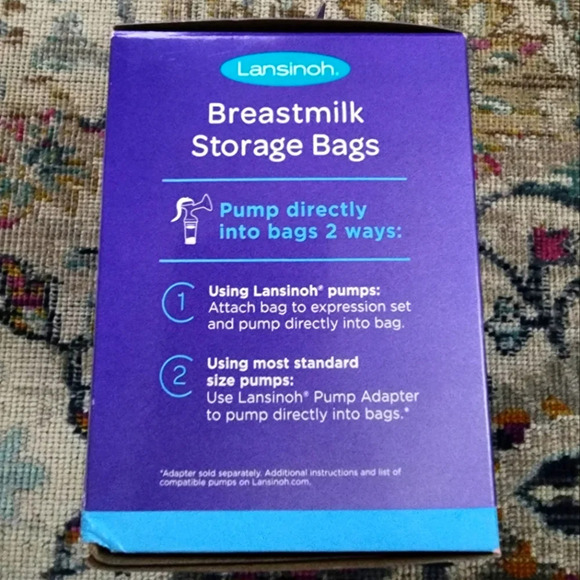 Lansinoh®
Breastmilk
Storage Bags
Pump directly
into bags 2 ways:
1
Using Lansinoh® pumps:
Attach bag to expression set
and pump directly into bag.
2
Using most standard
size pumps:
Use Lansinoh® Pump Adapter
to pump directly into bags.*
*Adapter sold separately. Additional instructions and list of
compatible pumps on Lansinoh.com.